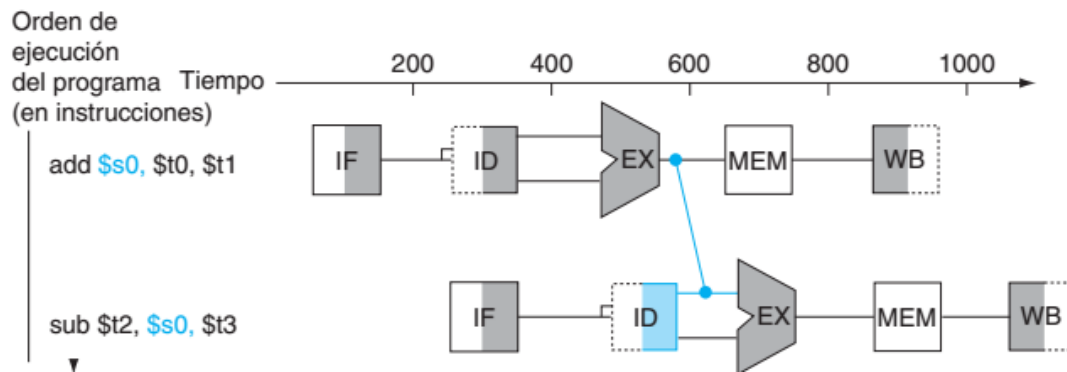 Orden de
ejecución
del programa
(en instrucciones)
Tiempo
200 400 600 800 1000
add $s0, $t0, $t1
IF ID EX MEM WB
sub $t2, $s0, $t3
IF ID EX MEM WB